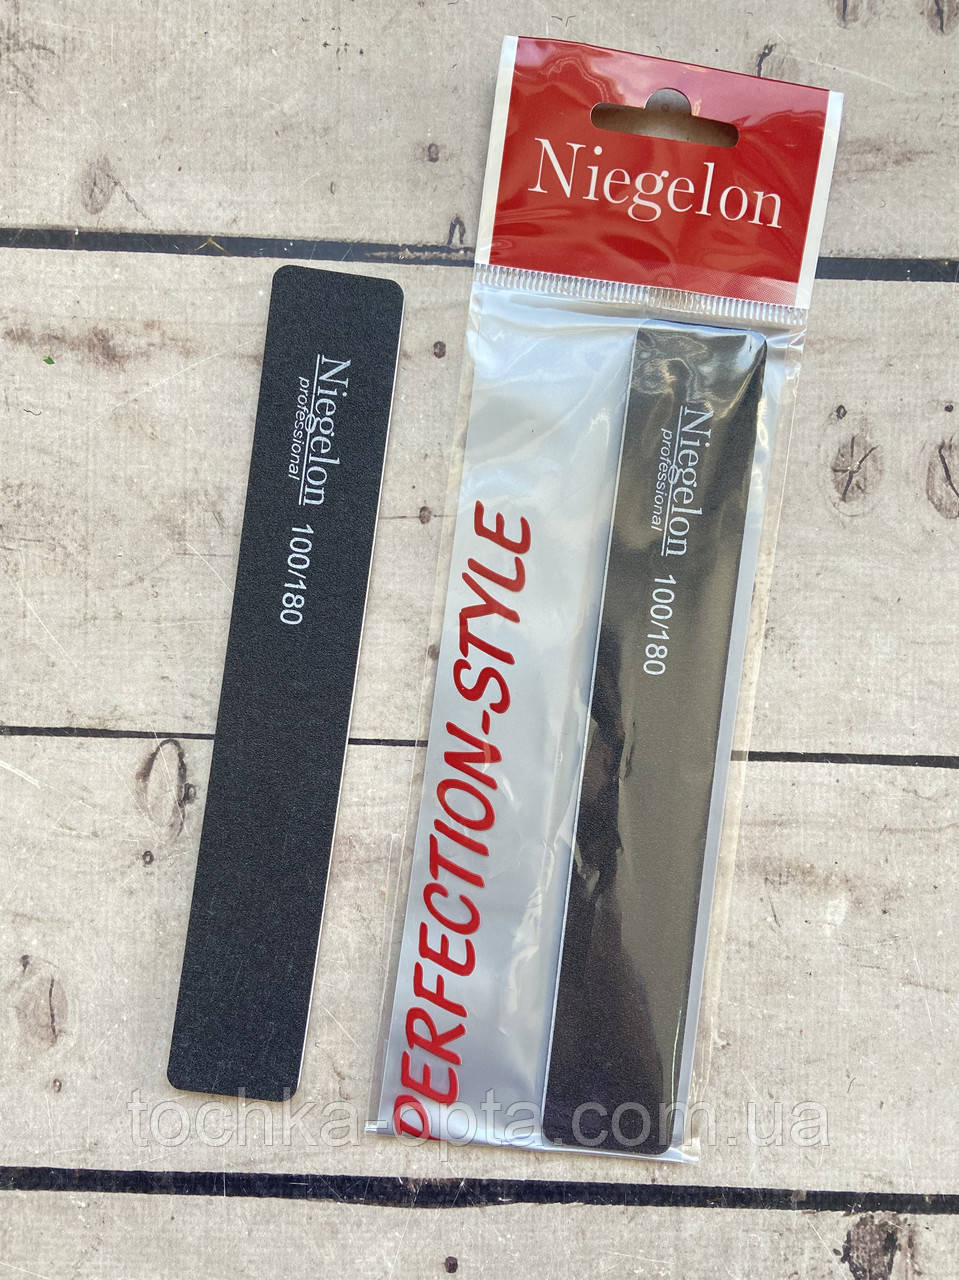 Niegelon
Niegelon
professional
100/180
Niegelon
professional
100/180
PERFECTION-STYLE
tochka-opta.com.ua